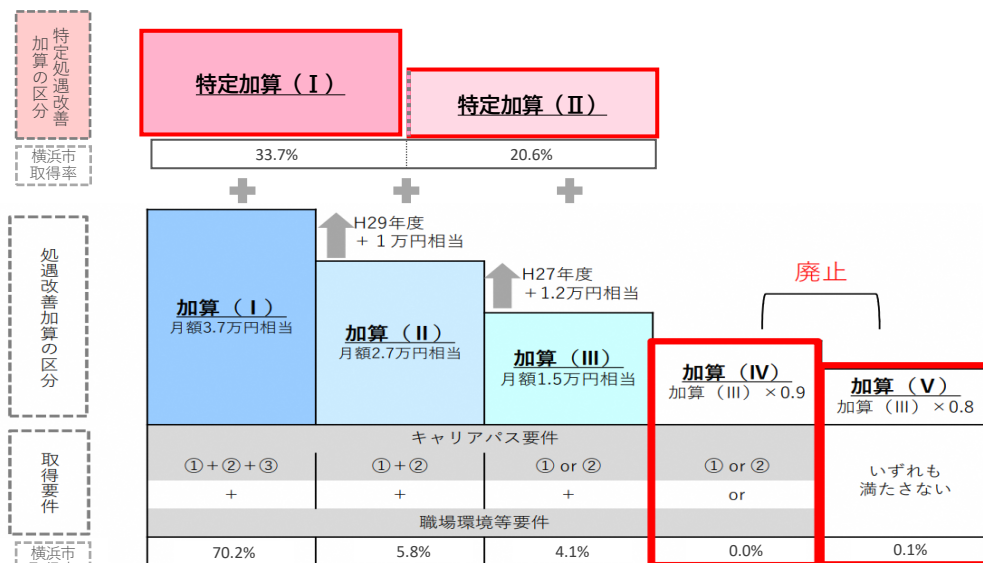 特定処遇改善
加算の区分
特定加算（Ⅰ）
特定加算（Ⅱ）
横浜市
取得率
33.7%
20.6%
H29年度
＋１万円相当
処遇改善加算の区分
加算（Ⅰ）
月額3.7万円相当
加算（Ⅱ）
月額2.7万円相当
H27年度
＋1.2万円相当
加算（Ⅲ）
月額1.5万円相当
廃止
加算（Ⅳ）
加算（Ⅲ）×0.9
加算（Ⅴ）
加算（Ⅲ）×0.8
取得要件
キャリアパス要件
①＋②＋③
①＋②
① or ②
① or ②
いずれも
満たさない
＋
＋
＋
or
職場環境等要件
横浜市
70.2%
5.8%
4.1%
0.0%
0.1%